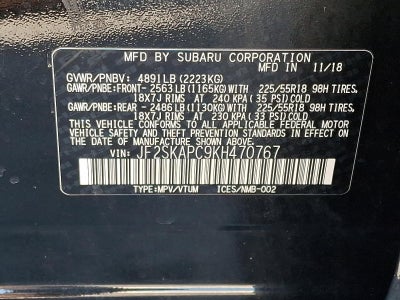 MFD BY SUBARU CORPORATION
MFD IN 11/18
GVWR/PNBV: 4891LB (2223KG)
GAWR/PNBE: FRONT- 2563LB (1165KG) WITH 225/55R18 98H TIRES,
18X7J RIMS AT 240 KPA (35 PSI) COLD
GAWR/PNBE: REAR - 2486LB (1130KG) WITH 225/55R18 98H TIRES,
18X7J RIMS AT 230 KPA (33 PSI) COLD
THIS VEHICLE CONFORMS TO ALL APPLICABLE FEDERAL MOTOR VEHICLE
SAFETY AND THEFT PREVENTION STANDARDS IN EFFECT ON THE
DATE OF MANUFACTURE SHOWN ABOVE.
VIN: JF2SKAPC9KH470767
TYPE:MPV/VTUM ICES/NMB-002